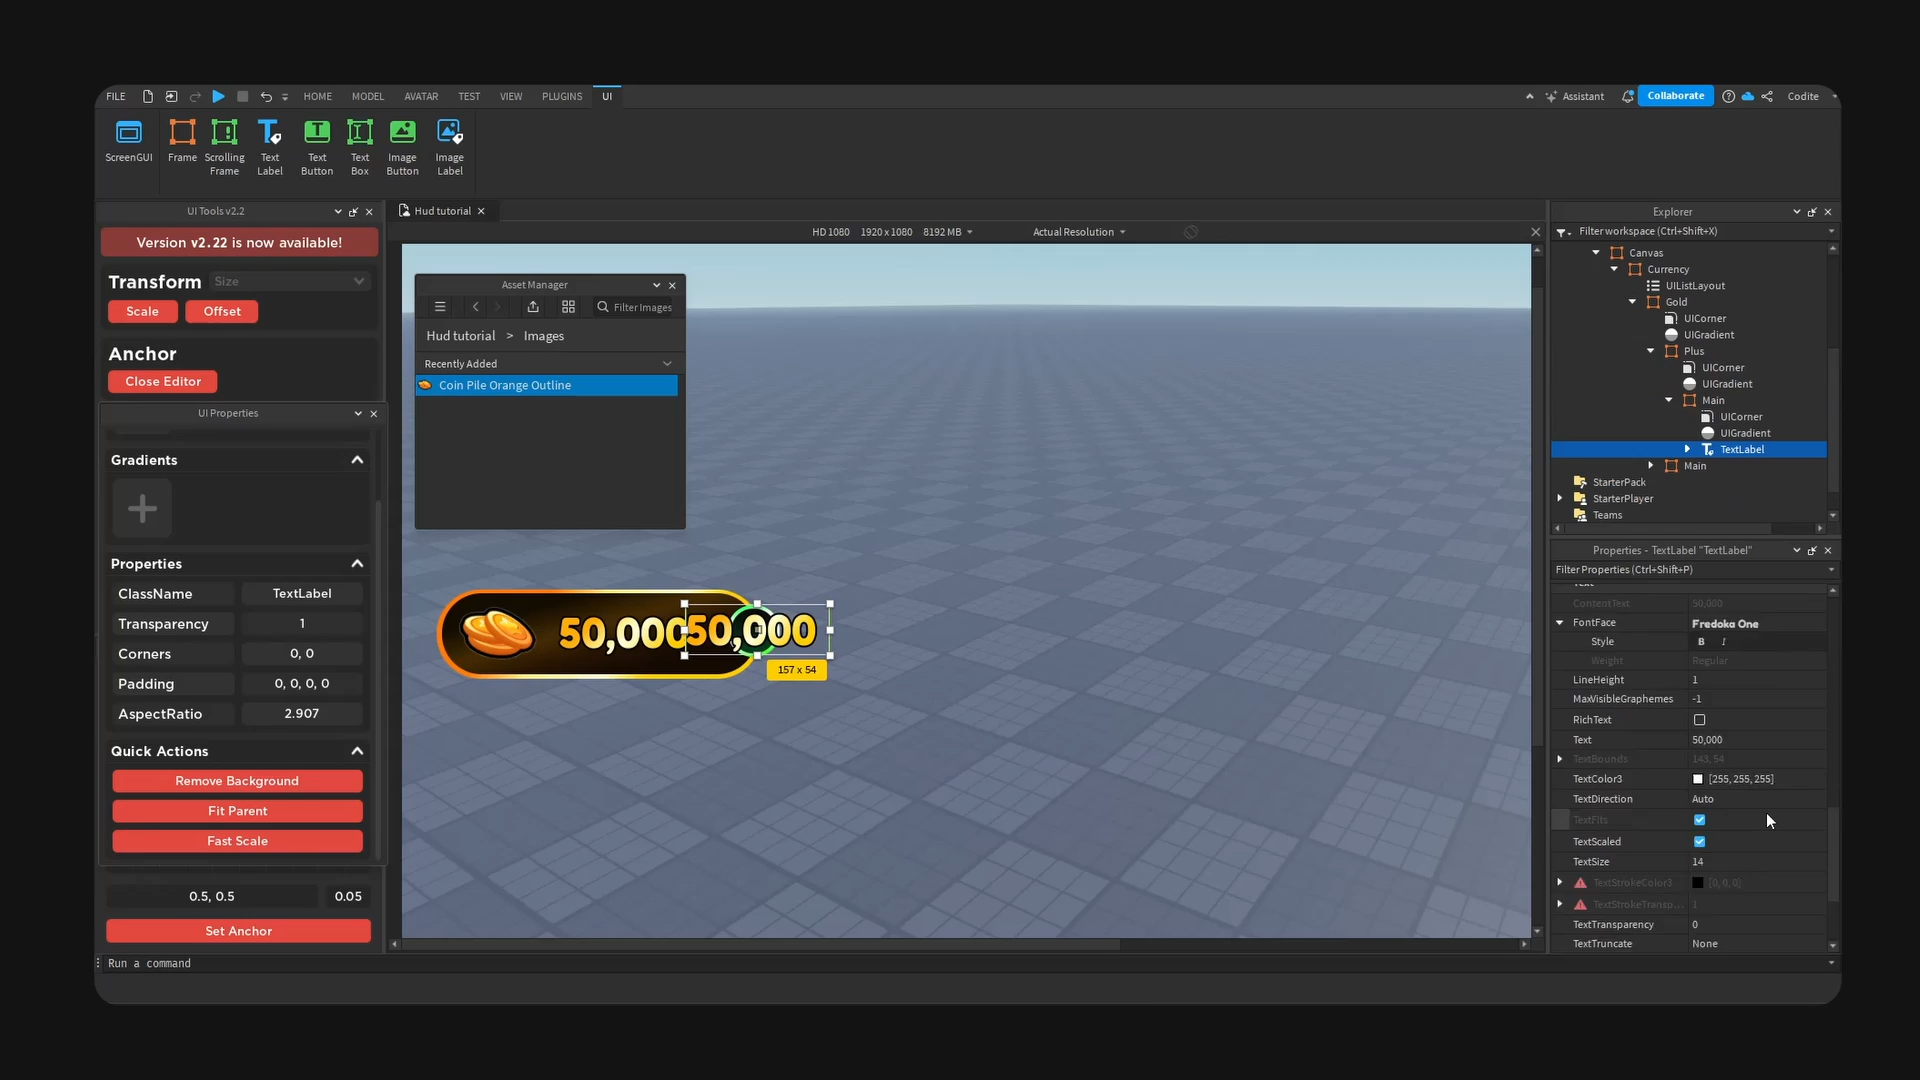 FILE HOME MODEL AVATAR TEST VIEW PLUGINS UI Assistant Collaborate Codite
ScreenGUI Frame Scrolling Frame Text Label Text Button Text Box Image Button Image Label
UI Tools v2.2
Version v2.22 is now available!
Transform Size
Scale Offset
Anchor
Close Editor
UI Properties
Gradients
Properties
ClassName TextLabel
Transparency 1
Corners 0, 0
Padding 0, 0, 0, 0
AspectRatio 2.907
Quick Actions
Remove Background
Fit Parent
Fast Scale
0.5, 0.5 0.05
Set Anchor
Run a command
Hud tutorial
HD 1080 1920 x 1080 8192 MB Actual Resolution
Asset Manager
Filter Images
Hud tutorial > Images
Recently Added
Coin Pile Orange Outline
50,000
50,000
157 x 54
Explorer
Filter workspace (Ctrl+Shift+X)
Canvas
Currency
UIListLayout
Gold
UICorner
UIGradient
Plus
UICorner
UIGradient
Main
UICorner
UIGradient
TextLabel
Main
StarterPack
StarterPlayer
Teams
Properties - TextLabel "TextLabel"
Filter Properties (Ctrl+Shift+P)
Text
ContentText 50,000
FontFace Fredoka One
Style B I
Weight Regular
LineHeight 1
MaxVisibleGraphemes -1
RichText
Text 50,000
TextBounds 143, 54
TextColor3 [255, 255, 255]
TextDirection Auto
TextFits
TextScaled
TextSize 14
TextStrokeColor3 [0, 0, 0]
TextStrokeTransp... 1
TextTransparency 0
TextTruncate None